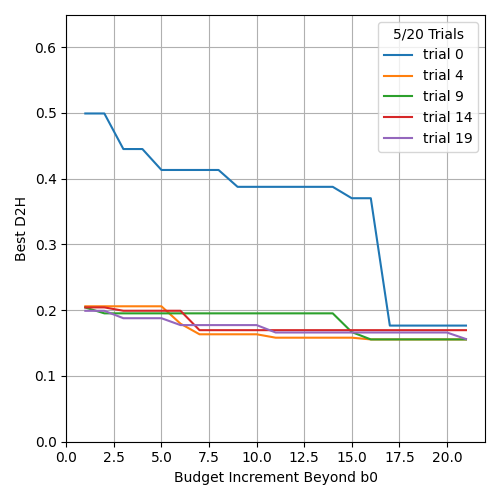 5/20 Trials
trial 0
trial 4
trial 9
trial 14
trial 19
Best D2H
0.6
0.5
0.4
0.3
0.2
0.1
0.0
0.0 2.5 5.0 7.5 10.0 12.5 15.0 17.5 20.0
Budget Increment Beyond b0